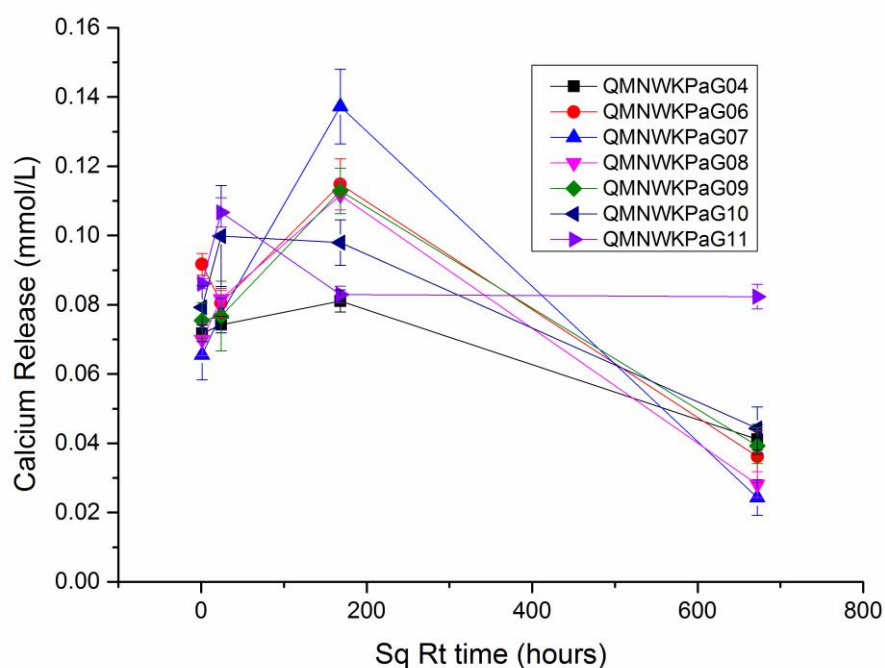 0.16
0.14
0.12
0.10
0.08
0.06
0.04
0.02
0.00
Calcium Release (mmol/L)
QMNWKPaG04
QMNWKPaG06
QMNWKPaG07
QMNWKPaG08
QMNWKPaG09
QMNWKPaG10
QMNWKPaG11
0 200 400 600 800
Sq Rt time (hours)